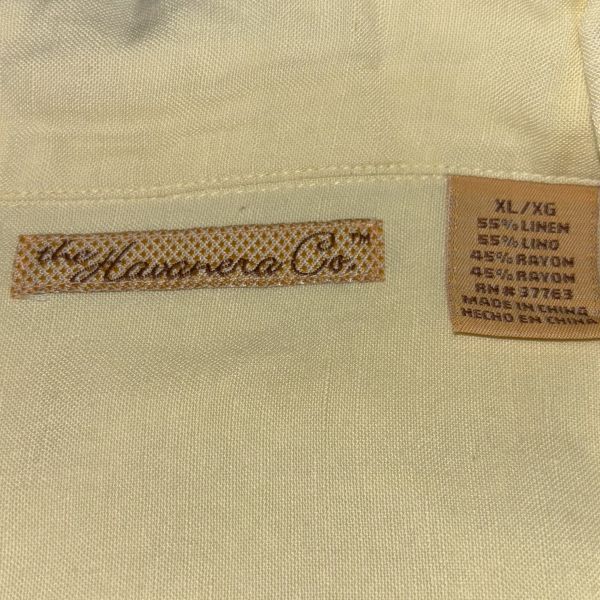 the Havanera Co.™
XL/XG
55% LINEN
55% LINO
45% RAYON
45% RAYON
RN# 37763
MADE IN CHINA
HECHO EN CHINA